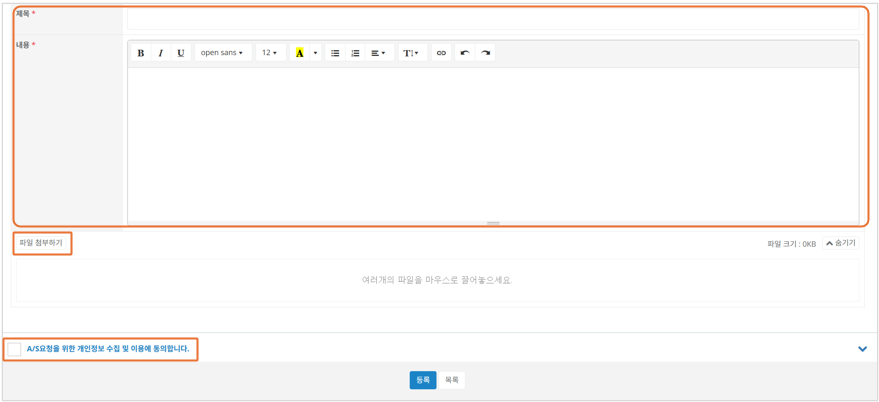 제목 *
내용 *
B I U open sans 12 A T
파일 첨부하기
파일 크기 : 0KB 숨기기
여러개의 파일을 마우스로 끌어놓으세요.
A/S요청을 위한 개인정보 수집 및 이용에 동의합니다.
등록 목록